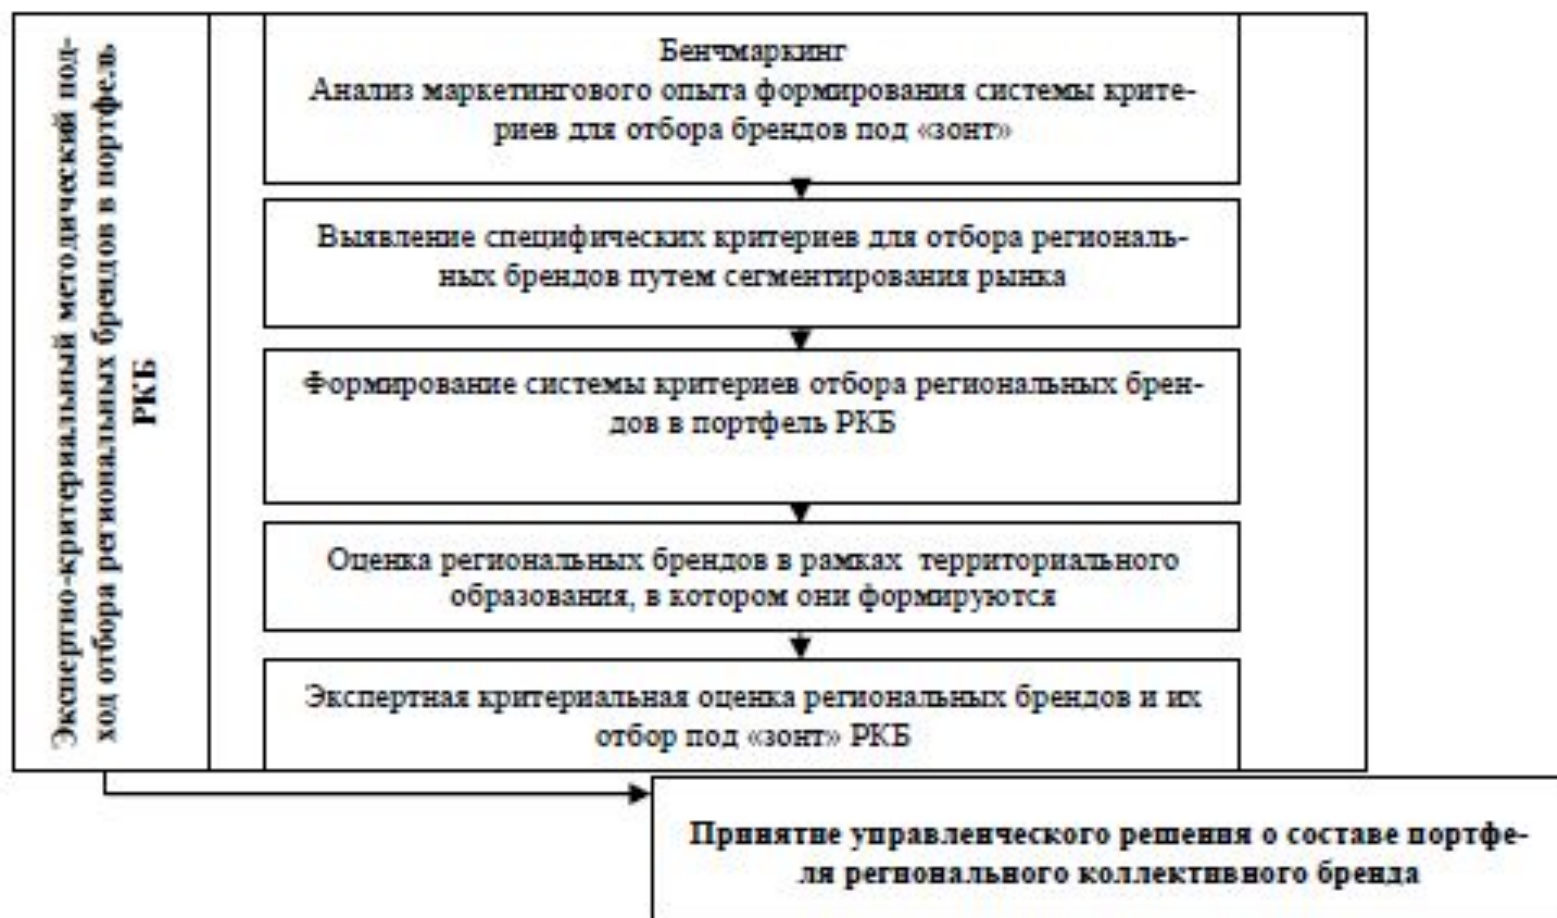 Экспертно-критериальный методический под-
ход отбора региональных брендов в портфель
РКБ
Бенчмаркинг
Анализ маркетингового опыта формирования системы крите-
риев для отбора брендов под «зонт»
Выявление специфических критериев для отбора региональ-
ных брендов путем сегментирования рынка
Формирование системы критериев отбора региональных брен-
дов в портфель РКБ
Оценка региональных брендов в рамках территориального
образования, в котором они формируются
Экспертная критериальная оценка региональных брендов и их
отбор под «зонт» РКБ
Принятие управленческого решения о составе портфе-
ля регионального коллективного бренда